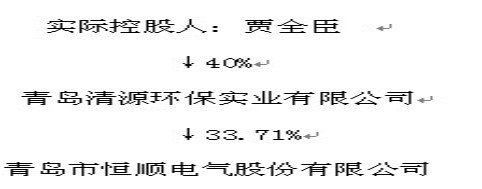 实际控股人：贾全臣
↓40%
青岛清源环保实业有限公司
↓33.71%
青岛市恒顺电气股份有限公司